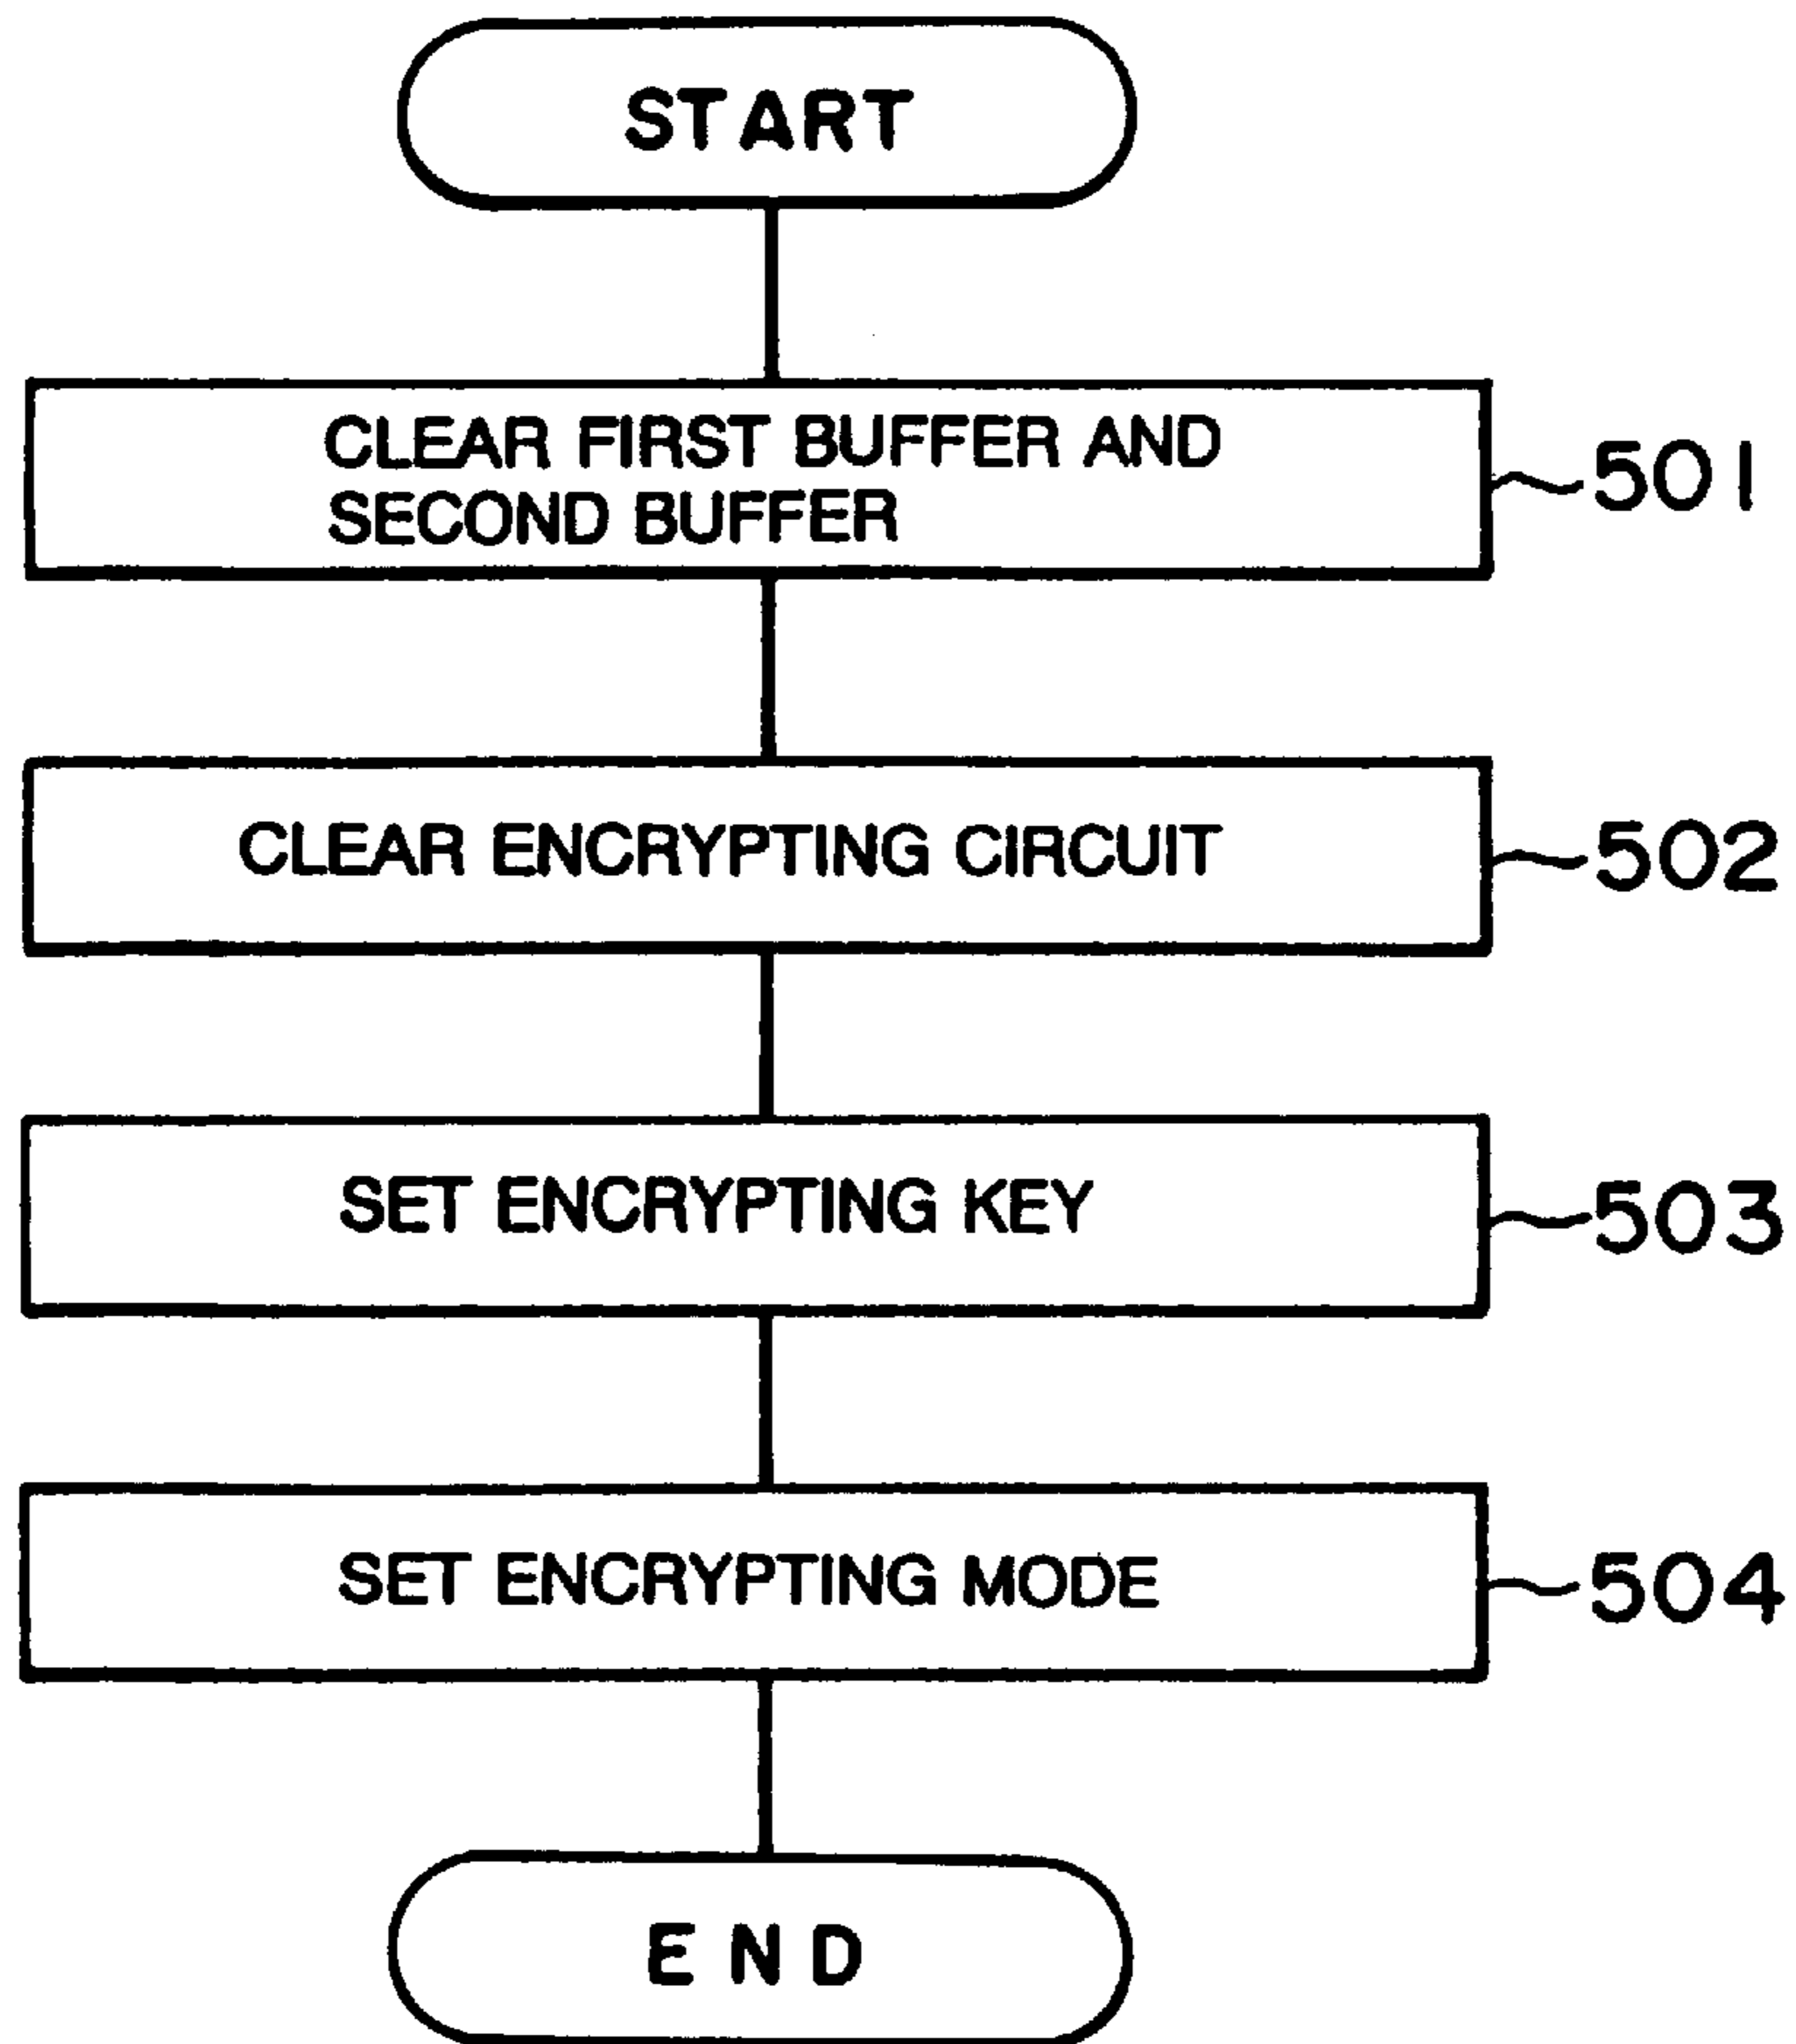 START
CLEAR FIRST BUFFER AND
SECOND BUFFER
501
CLEAR ENCRYPTING CIRCUIT
502
SET ENCRYPTING KEY
503
SET ENCRYPTING MODE
504
END